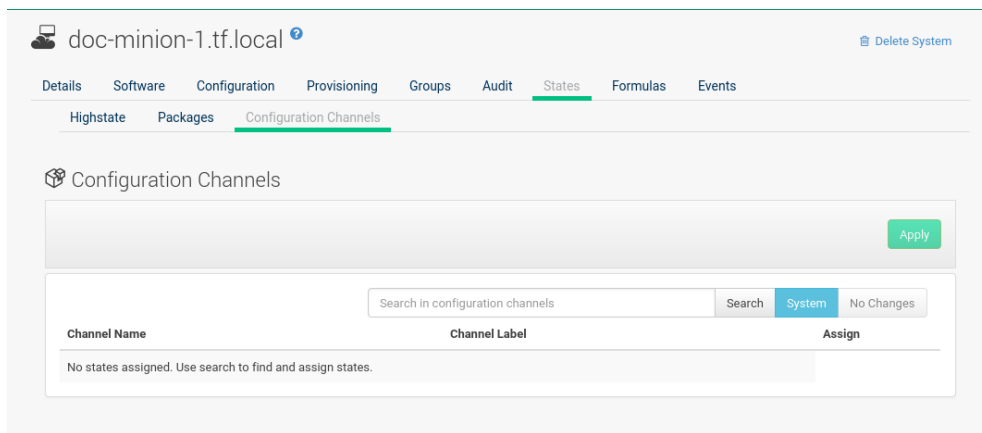 doc-minion-1.tf.local ?
Delete System
Details Software Configuration Provisioning Groups Audit States Formulas Events
Highstate Packages Configuration Channels
Configuration Channels
Apply
Search in configuration channels Search System No Changes
Channel Name Channel Label Assign
No states assigned. Use search to find and assign states.